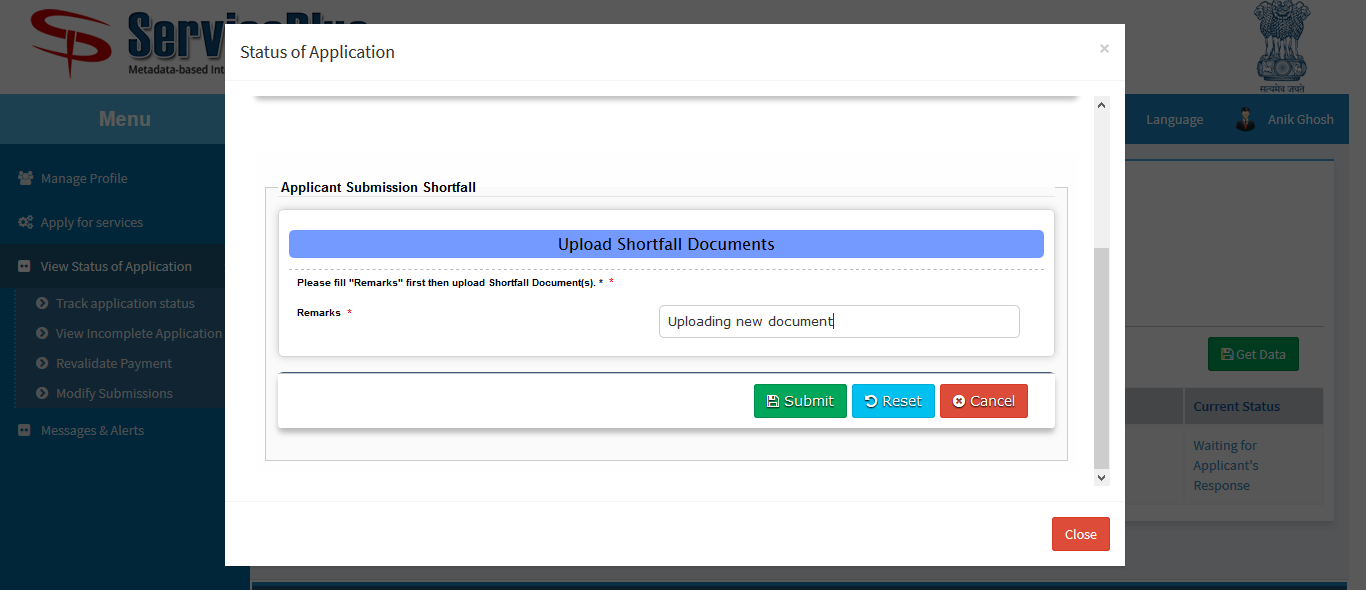 Status of Application
×
Metadata-based Int
सत्यमेव जयते
Menu
Language
Anik Ghosh
Manage Profile
Apply for services
View Status of Application
Track application status
View Incomplete Application
Revalidate Payment
Modify Submissions
Messages & Alerts
Applicant Submission Shortfall
Upload Shortfall Documents
Please fill "Remarks" first then upload Shortfall Document(s). * *
Remarks *
Uploading new document
Submit
Reset
Cancel
Get Data
Current Status
Waiting for
Applicant's
Response
Close